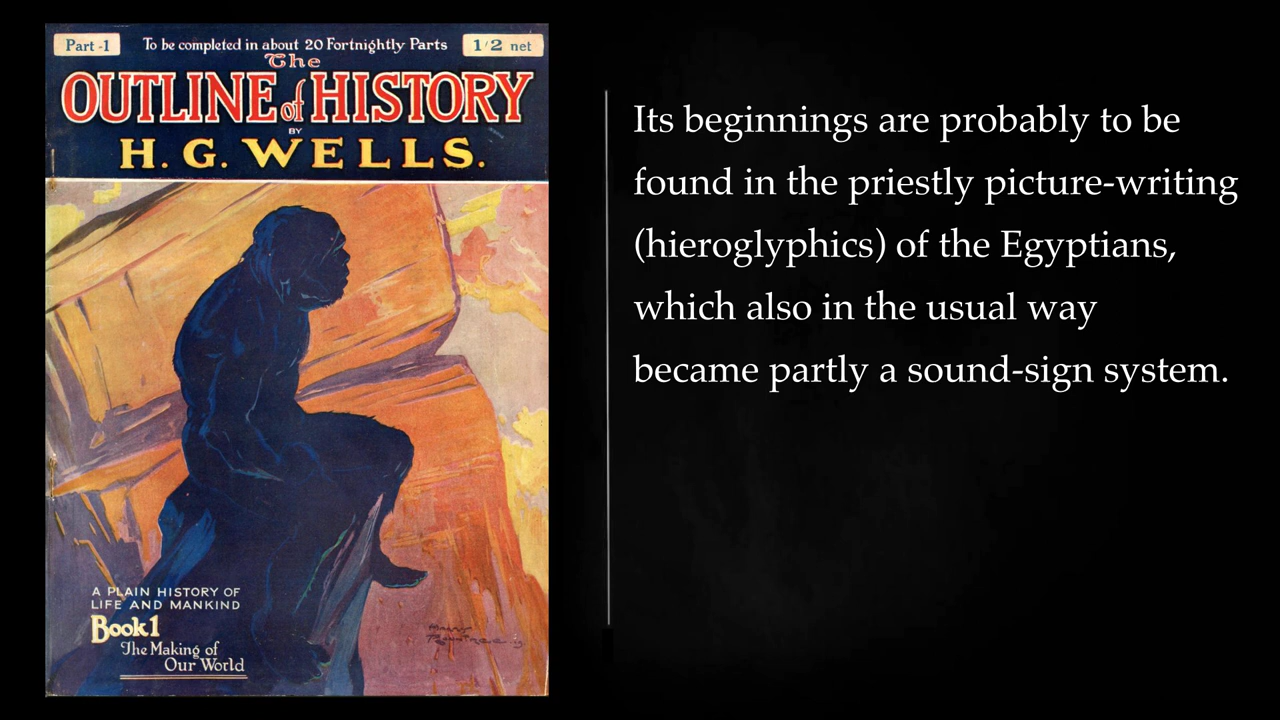 Part -1
To be completed in about 20 Fortnightly Parts
1/2 net
The
OUTLINE of HISTORY
BY
H. G. WELLS.
A PLAIN HISTORY OF
LIFE AND MANKIND
Book 1
The Making of
Our World
Its beginnings are probably to be
found in the priestly picture-writing
(hieroglyphics) of the Egyptians,
which also in the usual way
became partly a sound-sign system.